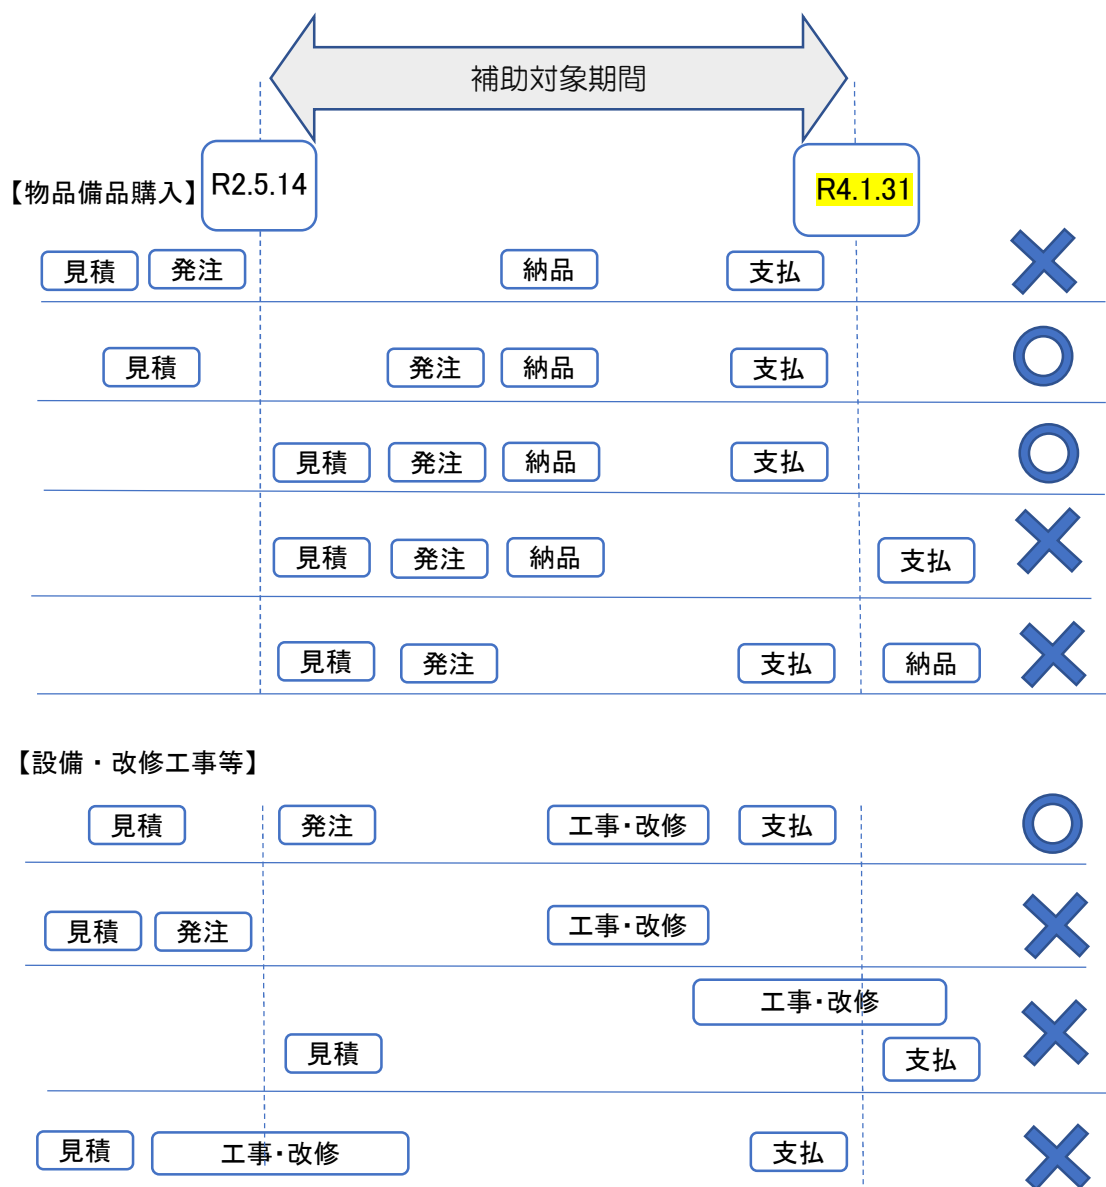 補助対象期間
【物品備品購入】 R2.5.14 R4.1.31
見積 発注 納品 支払
見積 発注 納品 支払
見積 発注 納品 支払
見積 発注 納品 支払
見積 発注 支払 納品
【設備・改修工事等】
見積 発注 工事・改修 支払
見積 発注 工事・改修
工事・改修
見積 支払
見積 工事・改修 支払